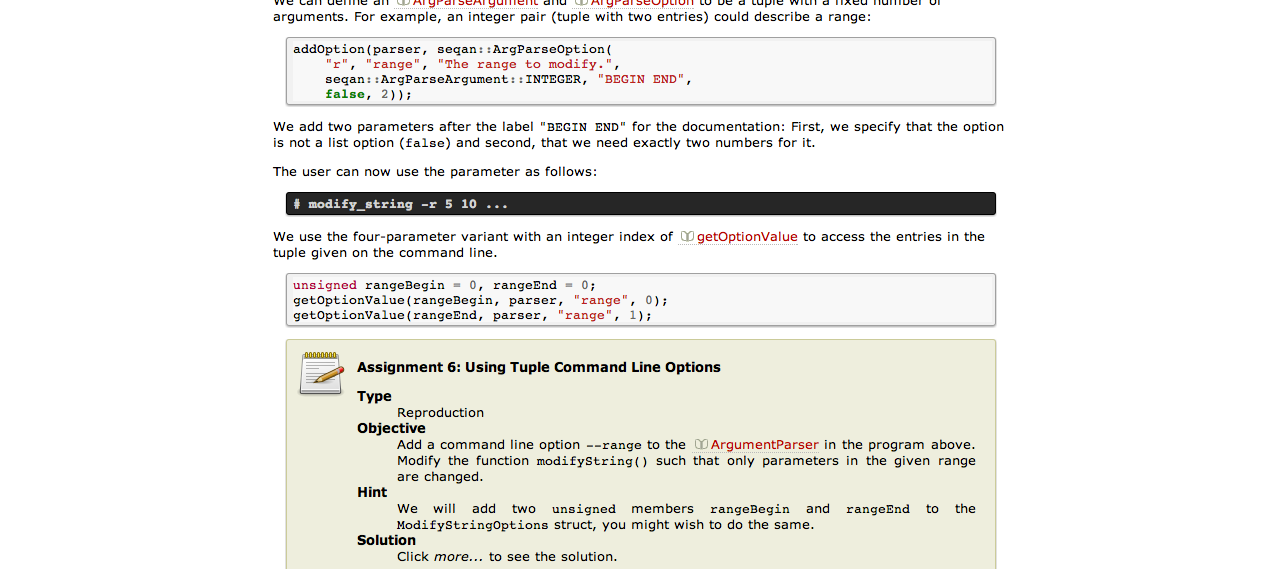 We can define an ArgParseArgument and ArgParseOption to be a tuple with a fixed number of
arguments. For example, an integer pair (tuple with two entries) could describe a range:
addOption(parser, seqan::ArgParseOption(
    "r", "range", "The range to modify.",
    seqan::ArgParseArgument::INTEGER, "BEGIN END",
    false, 2));
We add two parameters after the label "BEGIN END" for the documentation: First, we specify that the option
is not a list option (false) and second, that we need exactly two numbers for it.
The user can now use the parameter as follows:
# modify_string -r 5 10 ...
We use the four-parameter variant with an integer index of getOptionValue to access the entries in the
tuple given on the command line.
unsigned rangeBegin = 0, rangeEnd = 0;
getOptionValue(rangeBegin, parser, "range", 0);
getOptionValue(rangeEnd, parser, "range", 1);
Assignment 6: Using Tuple Command Line Options
Type
Reproduction
Objective
Add a command line option --range to the ArgumentParser in the program above.
Modify the function modifyString() such that only parameters in the given range
are changed.
Hint
We will add two unsigned members rangeBegin and rangeEnd to the
ModifyStringOptions struct, you might wish to do the same.
Solution
Click more... to see the solution.